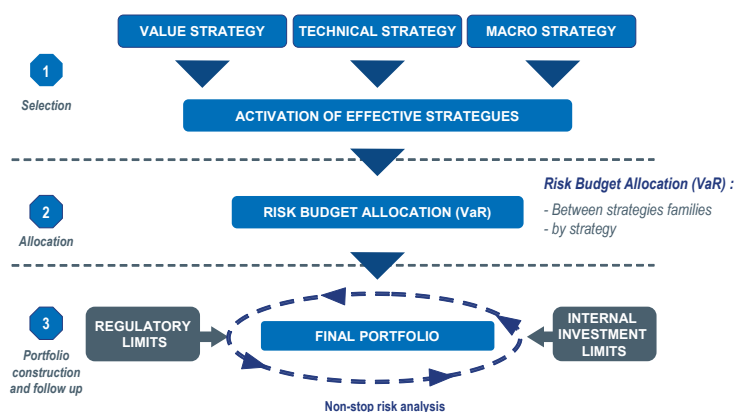 VALUE STRATEGY
TECHNICAL STRATEGY
MACRO STRATEGY
1
Selection
ACTIVATION OF EFFECTIVE STRATEGUES
2
Allocation
RISK BUDGET ALLOCATION (VaR)
Risk Budget Allocation (VaR) :
- Between strategies families
- by strategy
3
Portfolio
construction
and follow up
REGULATORY
LIMITS
FINAL PORTFOLIO
INTERNAL
INVESTMENT
LIMITS
Non-stop risk analysis